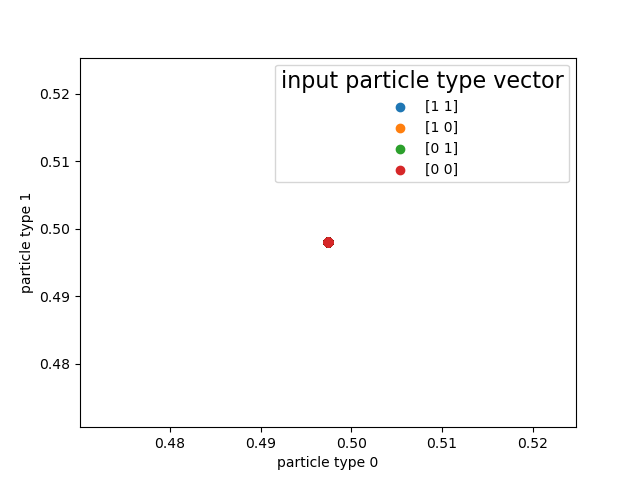 input particle type vector
[1 1]
[1 0]
[0 1]
[0 0]
0.52
0.51
0.50
0.49
0.48
particle type 1
0.48 0.49 0.50 0.51 0.52
particle type 0